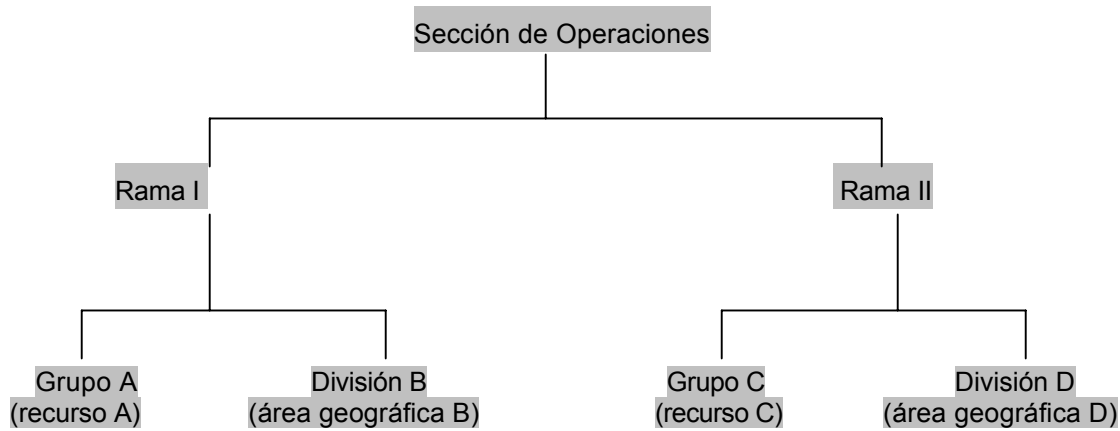 Sección de Operaciones
Rama I
Rama II
Grupo A
(recurso A)
División B
(área geográfica B)
Grupo C
(recurso C)
División D
(área geográfica D)